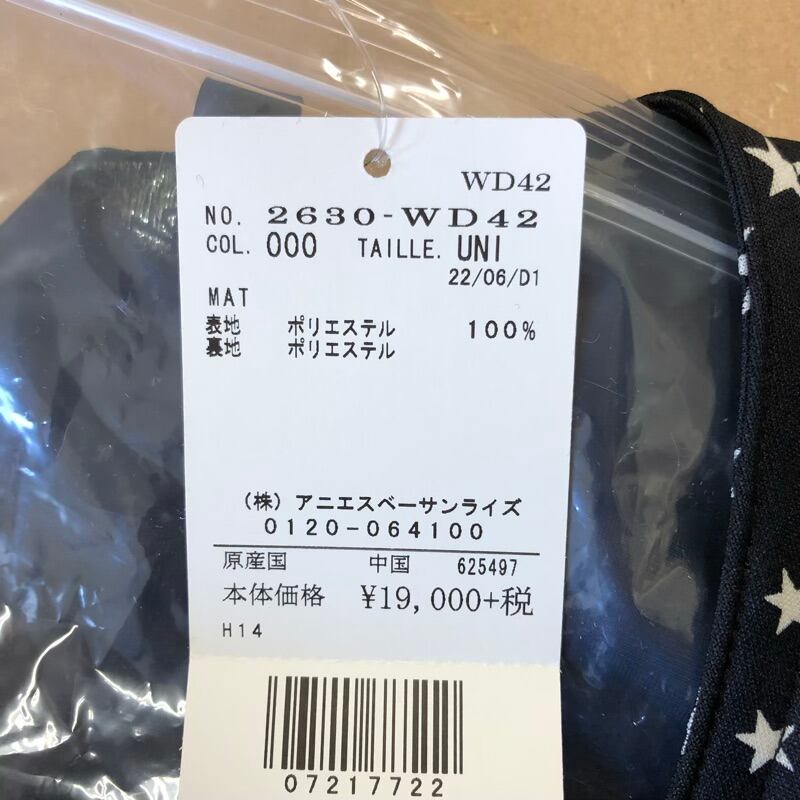 WD42
NO. 2630-WD42
COL. 000 TAILLE. UNI
22/06/D1
MAT
表地 ポリエステル 100%
裏地 ポリエステル
(株)アニエスベーサンライズ
0120-064100
原産国 中国 625497
本体価格 ¥19,000+税
H14
07217722